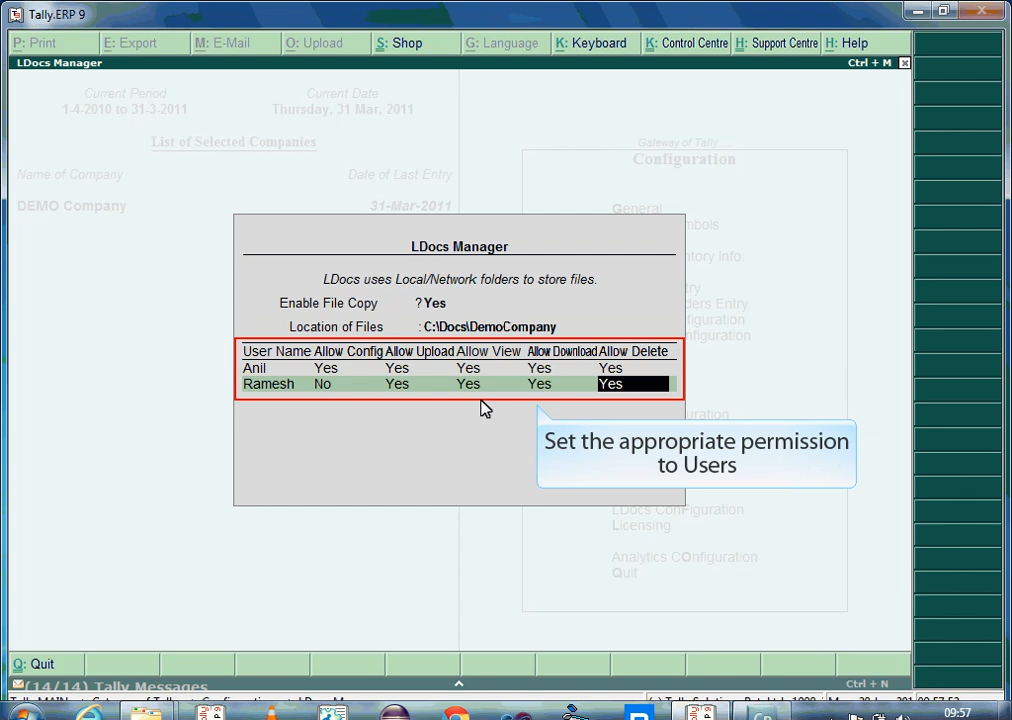 Tally.ERP 9
P: Print E: Export M: E-Mail O: Upload S: Shop G: Language K: Keyboard K: Control Centre H: Support Centre H: Help
LDocs Manager Ctrl + M
Current Period Current Date
1-4-2010 to 31-3-2011 Thursday, 31 Mar, 2011
List of Selected Companies
Gateway of Tally ...
Configuration
Name of Company Date of Last Entry
DEMO Company 31-Mar-2011
General
LDocs Manager
LDocs uses Local/Network folders to store files.
Enable File Copy ? Yes
Location of Files : C:\Docs\DemoCompany
User Name Allow Config Allow Upload Allow View Allow Download Allow Delete
Anil Yes Yes Yes Yes Yes
Ramesh No Yes Yes Yes Yes
Set the appropriate permission
to Users
LDocs Configuration
Licensing
Analytics COnfiguration
Quit
Q: Quit
(14/14) Tally Messages Ctrl + N
09:57